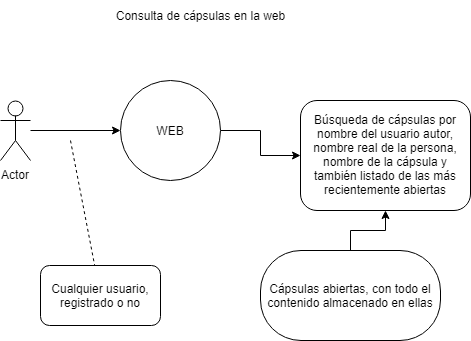 Consulta de cápsulas en la web
Actor
WEB
Búsqueda de cápsulas por
nombre del usuario autor,
nombre real de la persona,
nombre de la cápsula y
también listado de las más
recientemente abiertas
Cualquier usuario,
registrado o no
Cápsulas abiertas, con todo el
contenido almacenado en ellas